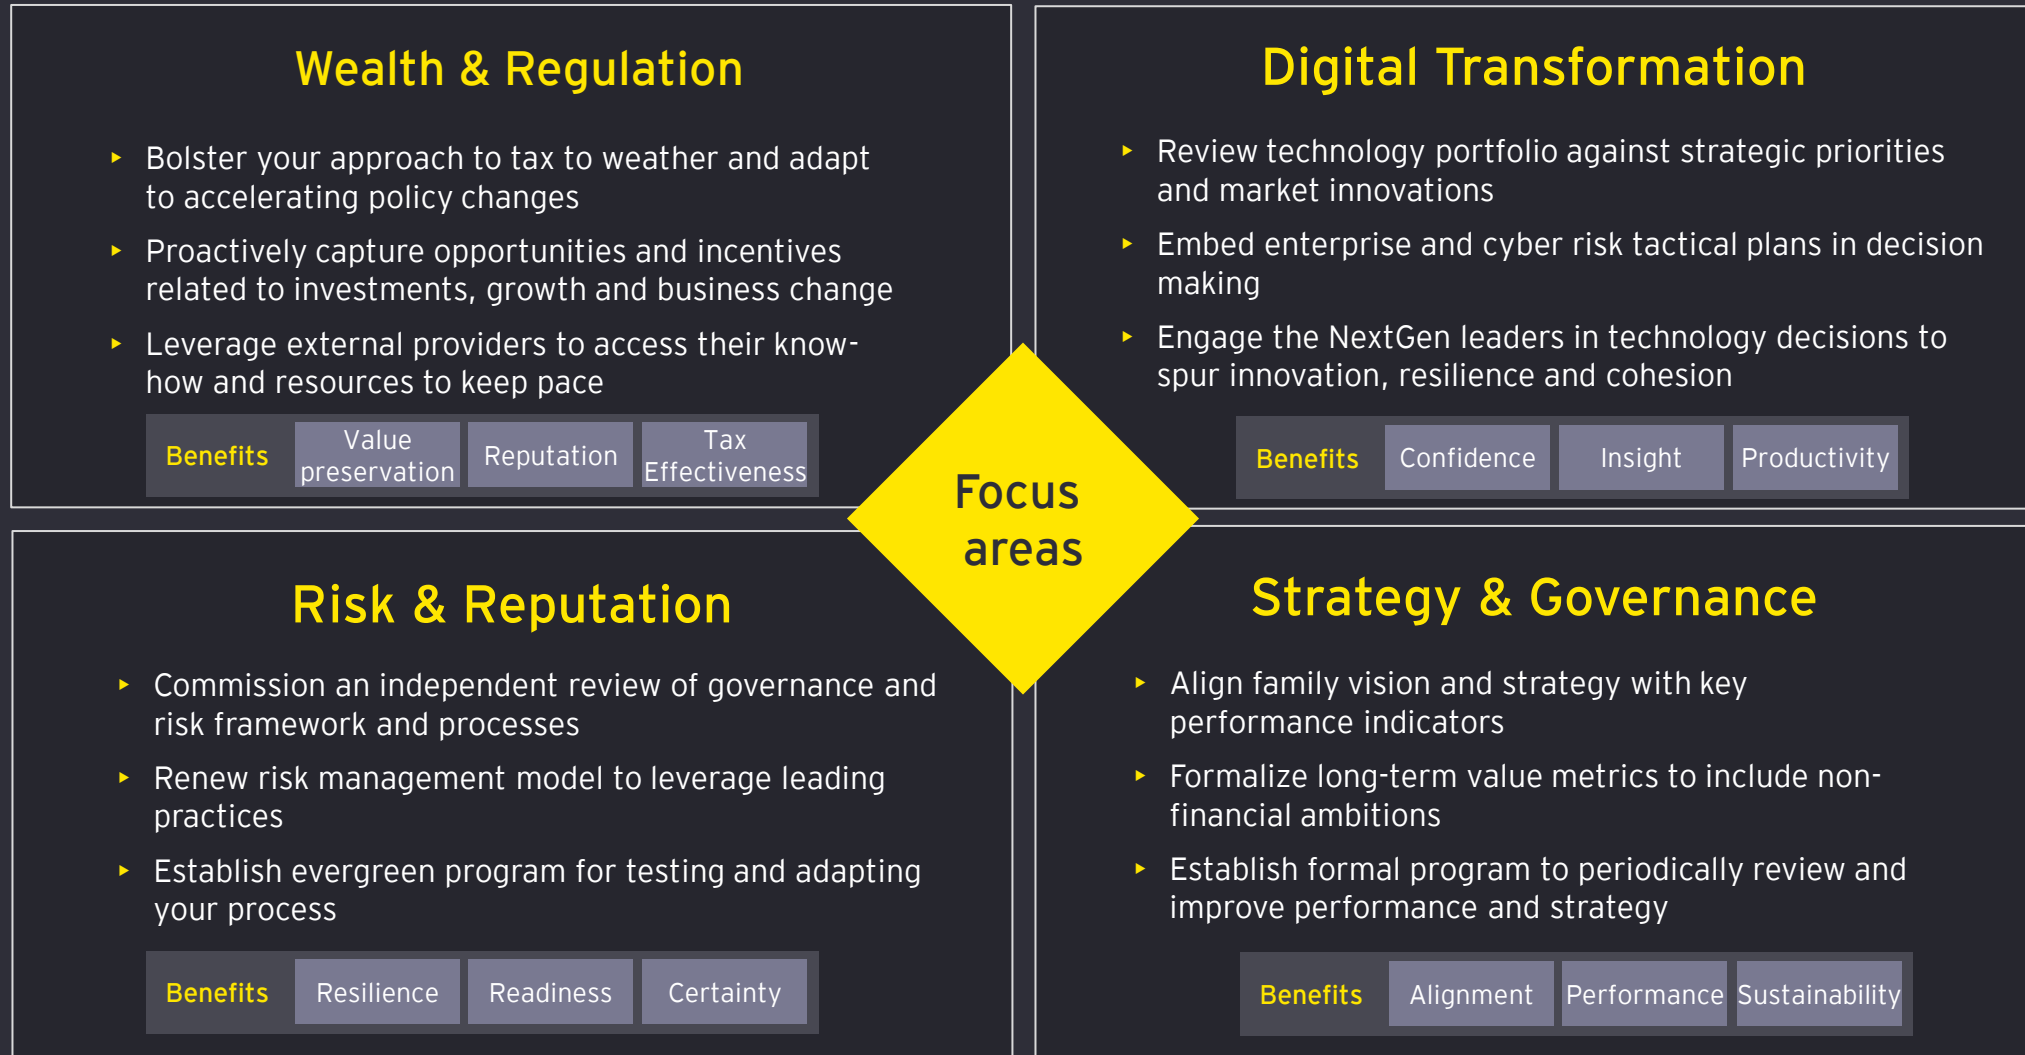 Wealth & Regulation
▸ Bolster your approach to tax to weather and adapt
to accelerating policy changes
▸ Proactively capture opportunities and incentives
related to investments, growth and business change
▸ Leverage external providers to access their know-
how and resources to keep pace
Benefits
Value
preservation
Reputation
Tax
Effectiveness
Digital Transformation
▸ Review technology portfolio against strategic priorities
and market innovations
▸ Embed enterprise and cyber risk tactical plans in decision
making
▸ Engage the NextGen leaders in technology decisions to
spur innovation, resilience and cohesion
Benefits
Confidence
Insight
Productivity
Focus
areas
Risk & Reputation
▸ Commission an independent review of governance and
risk framework and processes
▸ Renew risk management model to leverage leading
practices
▸ Establish evergreen program for testing and adapting
your process
Benefits
Resilience
Readiness
Certainty
Strategy & Governance
▸ Align family vision and strategy with key
performance indicators
▸ Formalize long-term value metrics to include non-
financial ambitions
▸ Establish formal program to periodically review and
improve performance and strategy
Benefits
Alignment
Performance
Sustainability